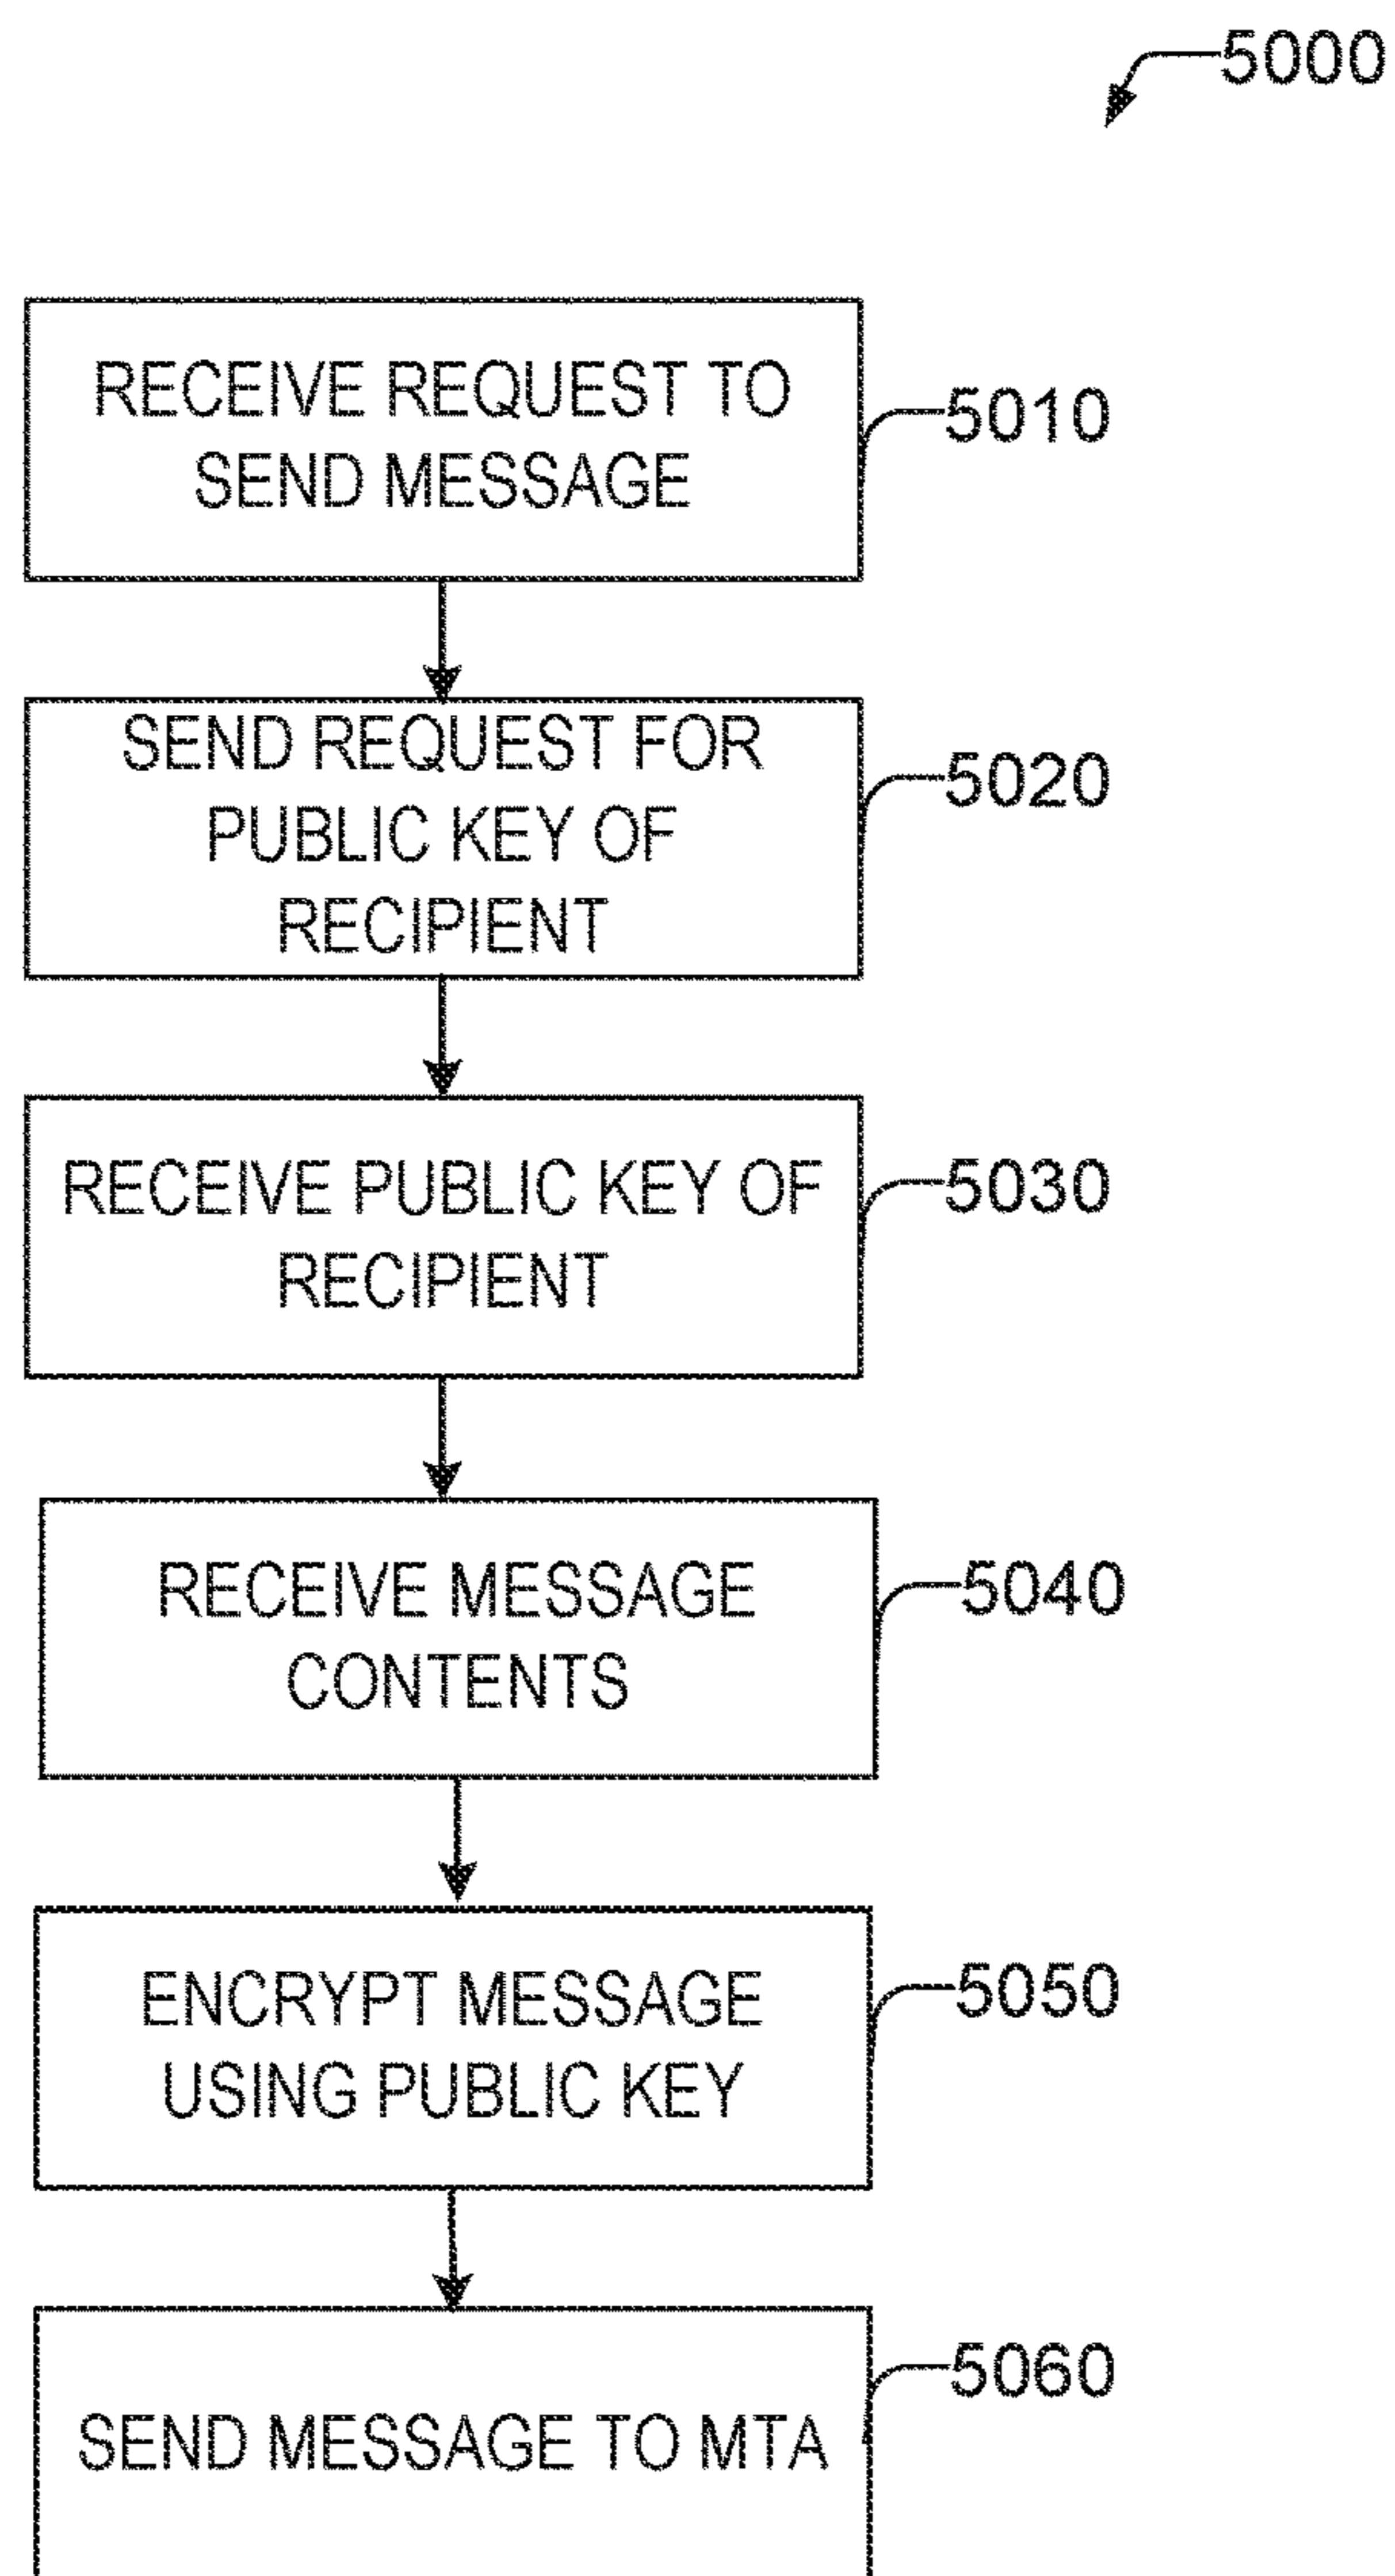 5000
RECEIVE REQUEST TO
SEND MESSAGE
5010
SEND REQUEST FOR
PUBLIC KEY OF
RECIPIENT
5020
RECEIVE PUBLIC KEY OF
RECIPIENT
5030
RECEIVE MESSAGE
CONTENTS
5040
ENCRYPT MESSAGE
USING PUBLIC KEY
5050
SEND MESSAGE TO MTA
5060